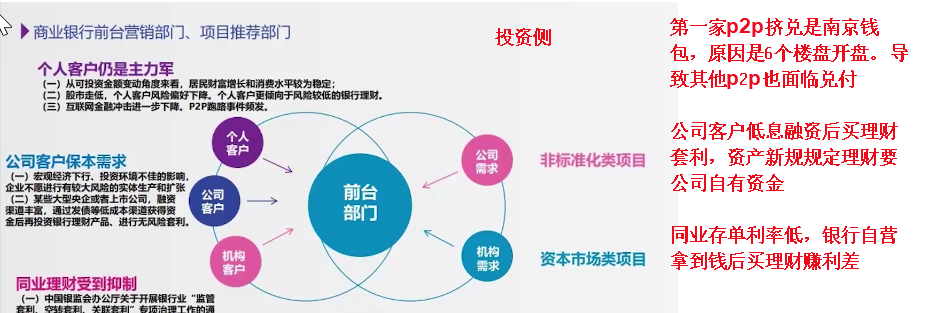 商业银行前台营销部门、项目推荐部门
投资侧
个人客户仍是主力军
（一）从可投资金额变动角度来看，居民财富增长和消费水平较为稳定；
（二）股市走低，个人客户风险偏好下降。个人客户更倾向于风险较低的银行理财。
（三）互联网金融冲击进一步下降、P2P跑路事件频发。
公司客户保本需求
（一）宏观经济下行、投资环境不佳的影响，
企业不愿进行有较大风险的实体生产和扩张
（二）某些大型央企或者上市公司，融资
渠道丰富，通过发债等低成本渠道获得资
金后再投资银行理财产品、进行无风险套利。
同业理财受到抑制
（一）中国银监会办公厅关于开展银行业“监管
套利、空转套利、关联套利”专项治理工作的通
个人
客户
公司
客户
机构
客户
前台
部门
公司
需求
机构
需求
非标准化类项目
资本市场类项目
第一家p2p挤兑是南京钱
包，原因是6个楼盘开盘。导
致其他p2p也面临兑付
公司客户低息融资后买理财
套利，资产新规规定理财要
公司自有资金
同业存单利率低，银行自营
拿到钱后买理财赚利差